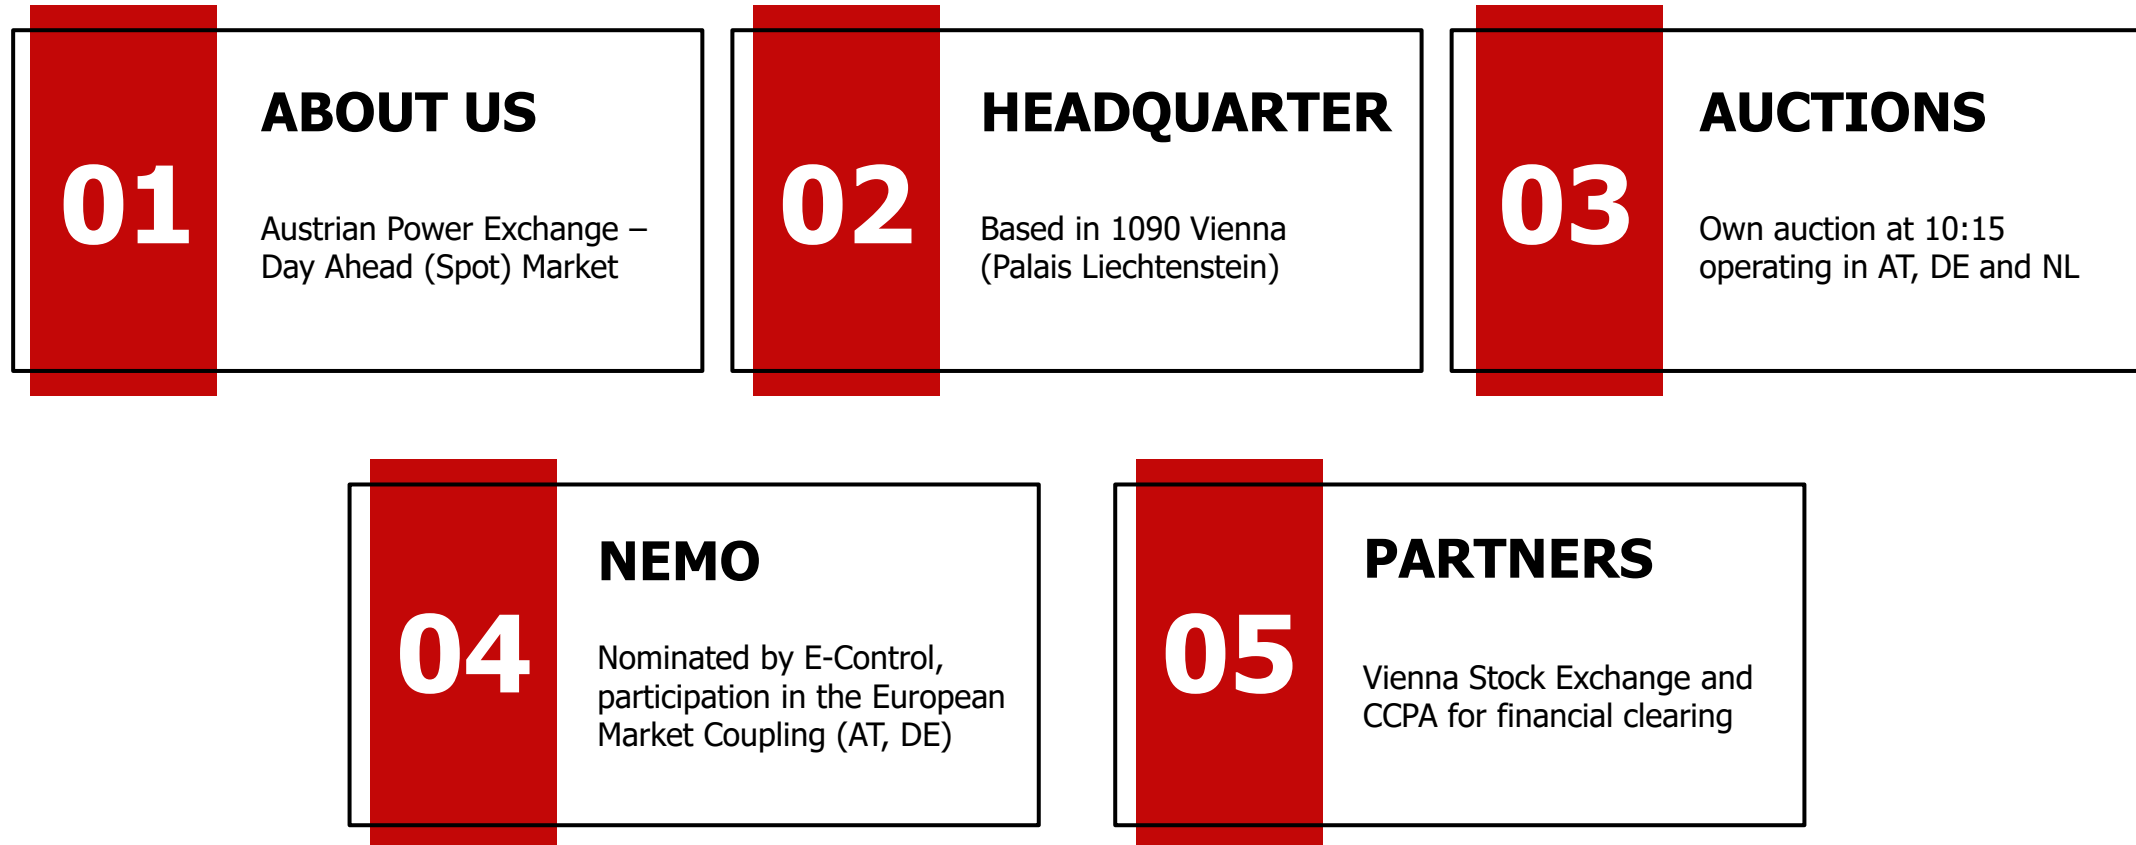 01
ABOUT US
Austrian Power Exchange –
Day Ahead (Spot) Market
02
HEADQUARTER
Based in 1090 Vienna
(Palais Liechtenstein)
03
AUCTIONS
Own auction at 10:15
operating in AT, DE and NL
04
NEMO
Nominated by E-Control,
participation in the European
Market Coupling (AT, DE)
05
PARTNERS
Vienna Stock Exchange and
CCPA for financial clearing